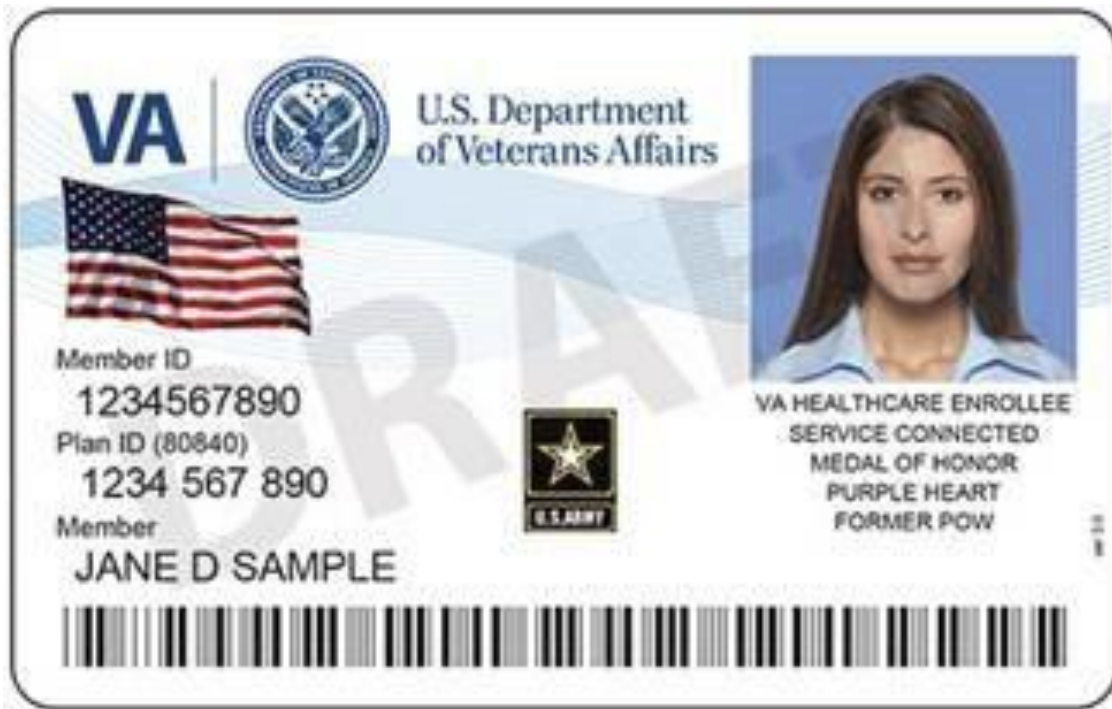 VA
U.S. Department
of Veterans Affairs
Member ID
1234567890
Plan ID (80840)
1234 567 890
Member
JANE D SAMPLE
U.S. ARMY
VA HEALTHCARE ENROLLEE
SERVICE CONNECTED
MEDAL OF HONOR
PURPLE HEART
FORMER POW
DRAFT